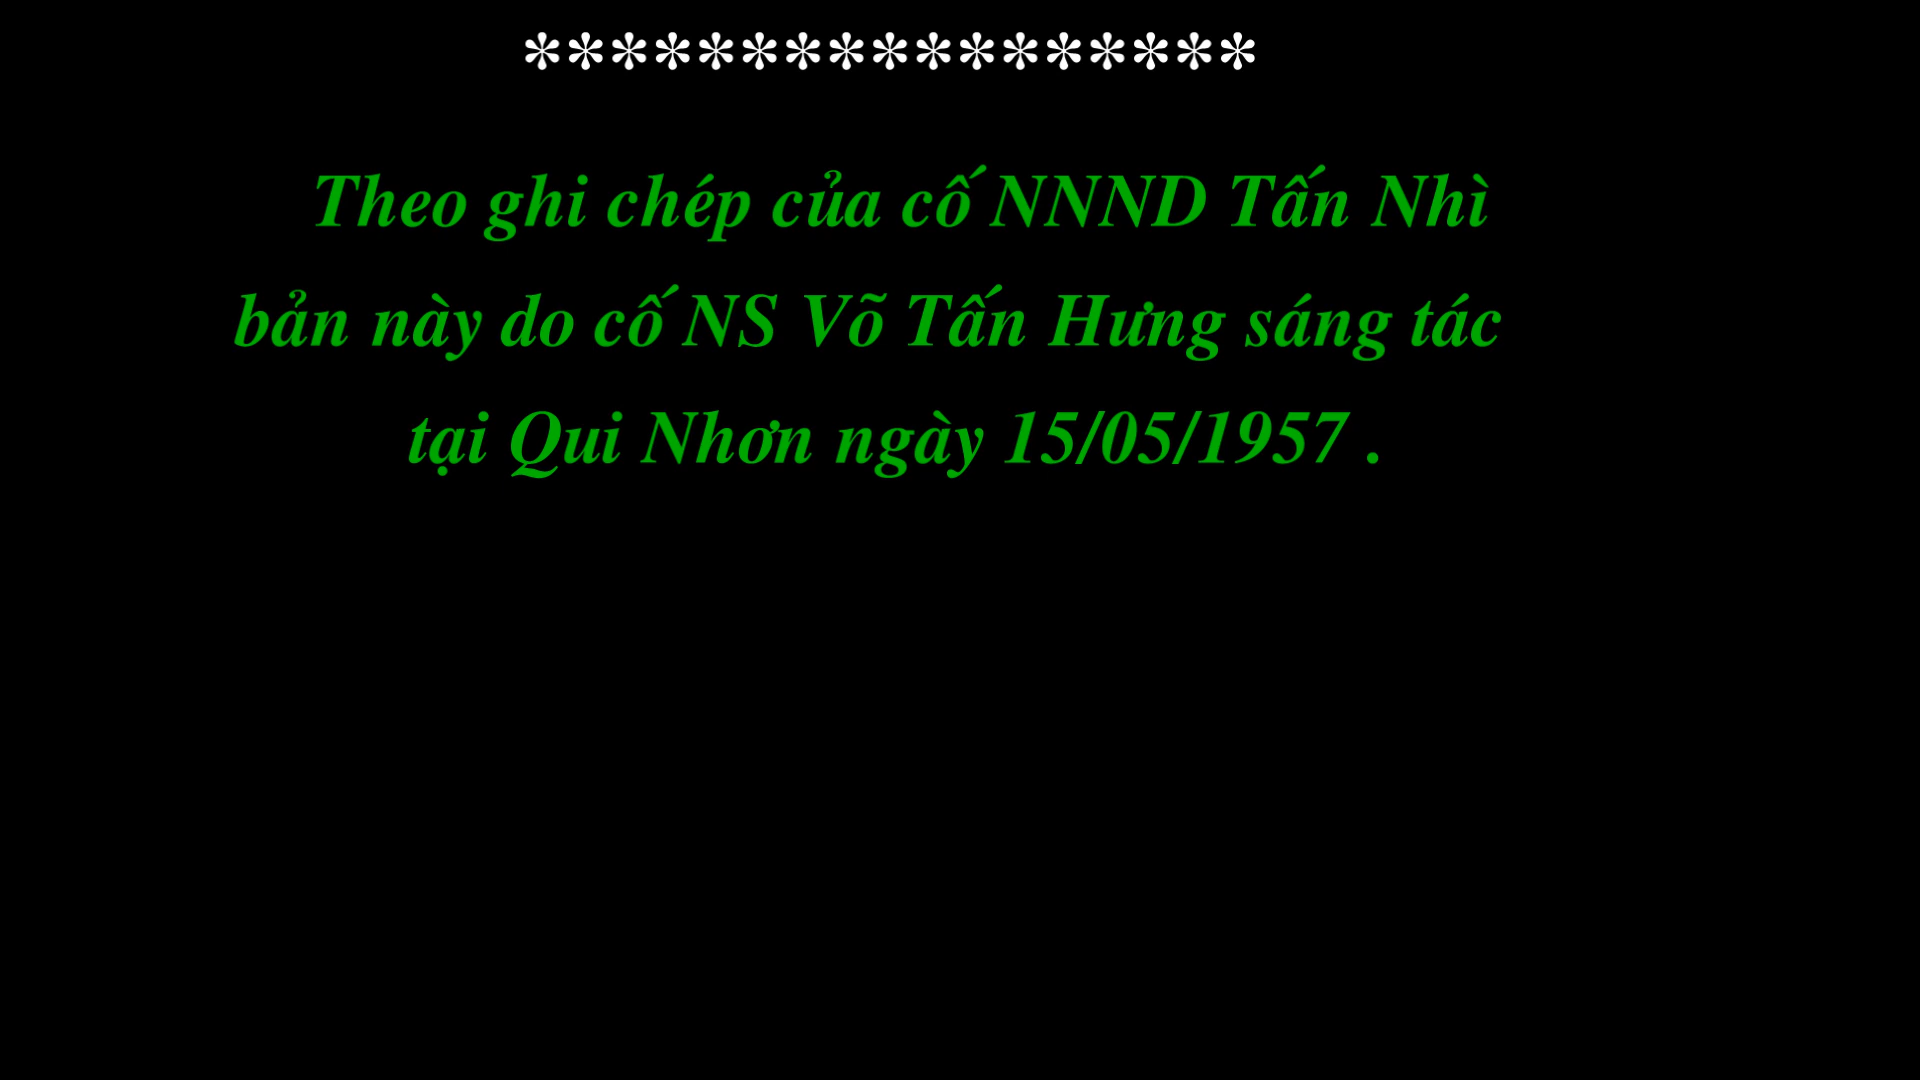 *****************
Theo ghi chép của cố NNND Tấn Nhì
bản này do cố NS Võ Tấn Hưng sáng tác
tại Qui Nhơn ngày 15/05/1957 .